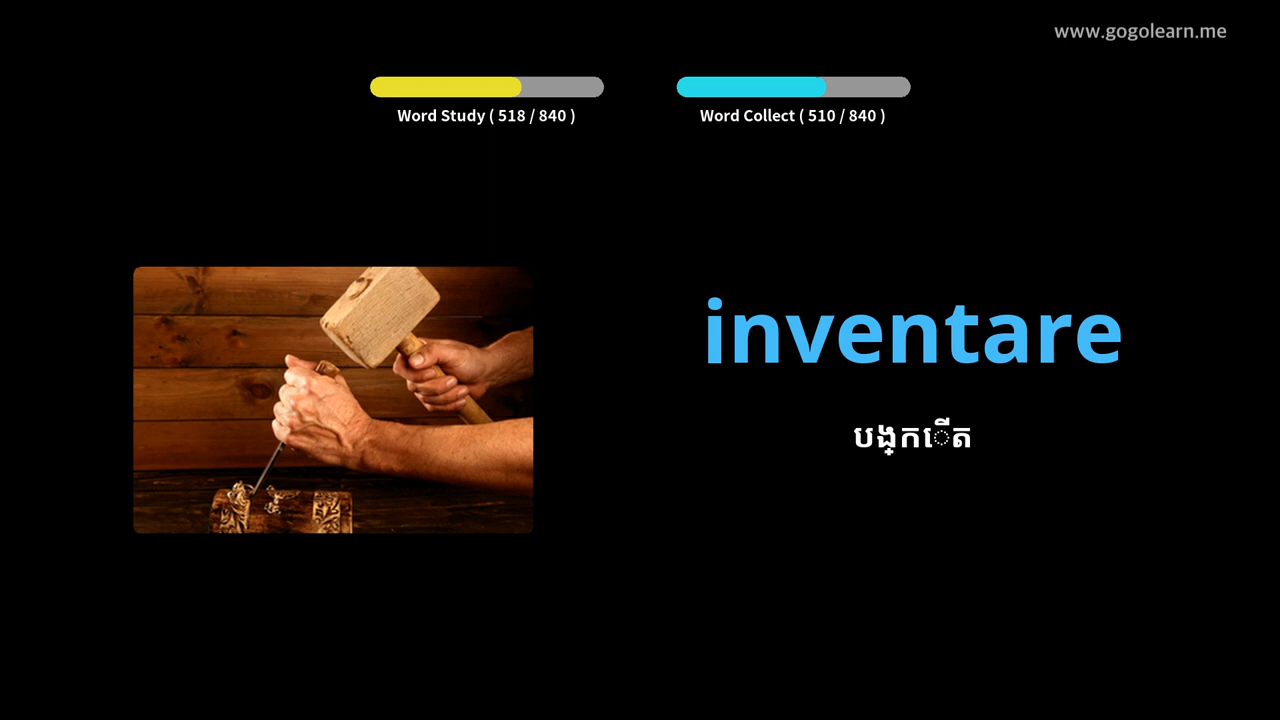 www.gogolearn.me
Word Study ( 518 / 840 )
Word Collect ( 510 / 840 )
inventare
បង្កើត